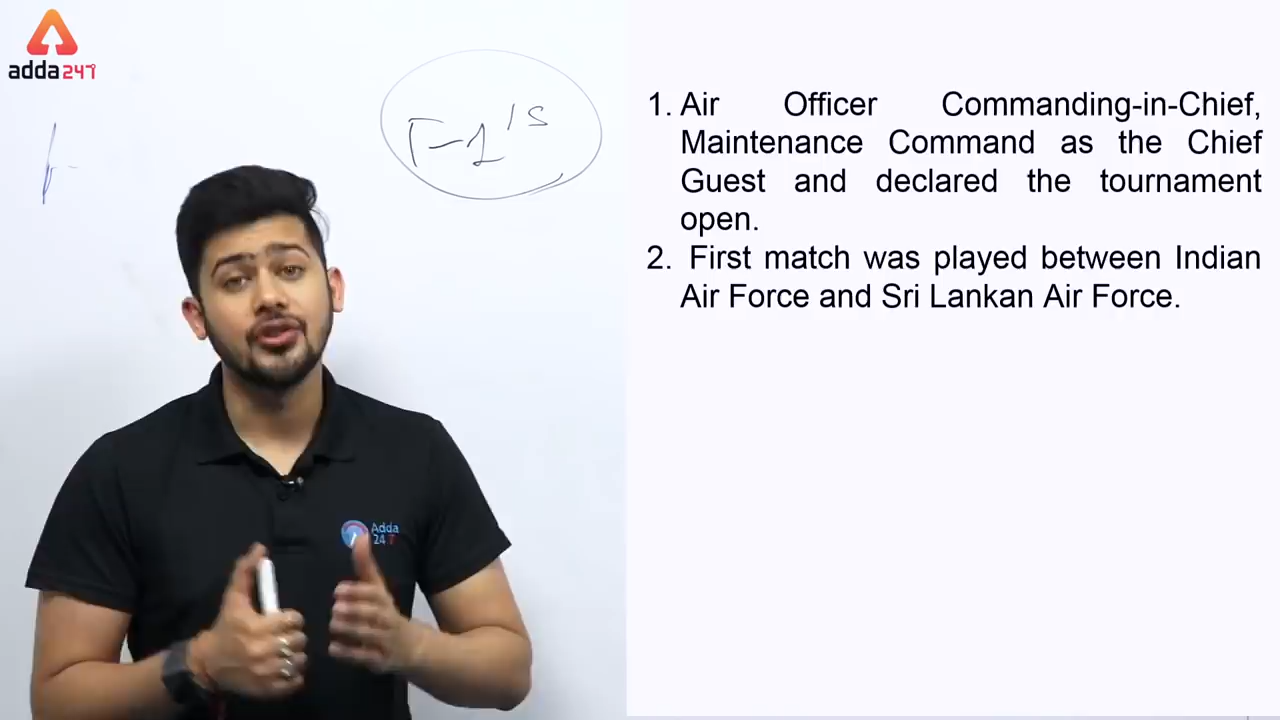 adda247
F-1's
1. Air Officer Commanding-in-Chief,
Maintenance Command as the Chief
Guest and declared the tournament
open.
2. First match was played between Indian
Air Force and Sri Lankan Air Force.
Adda
247